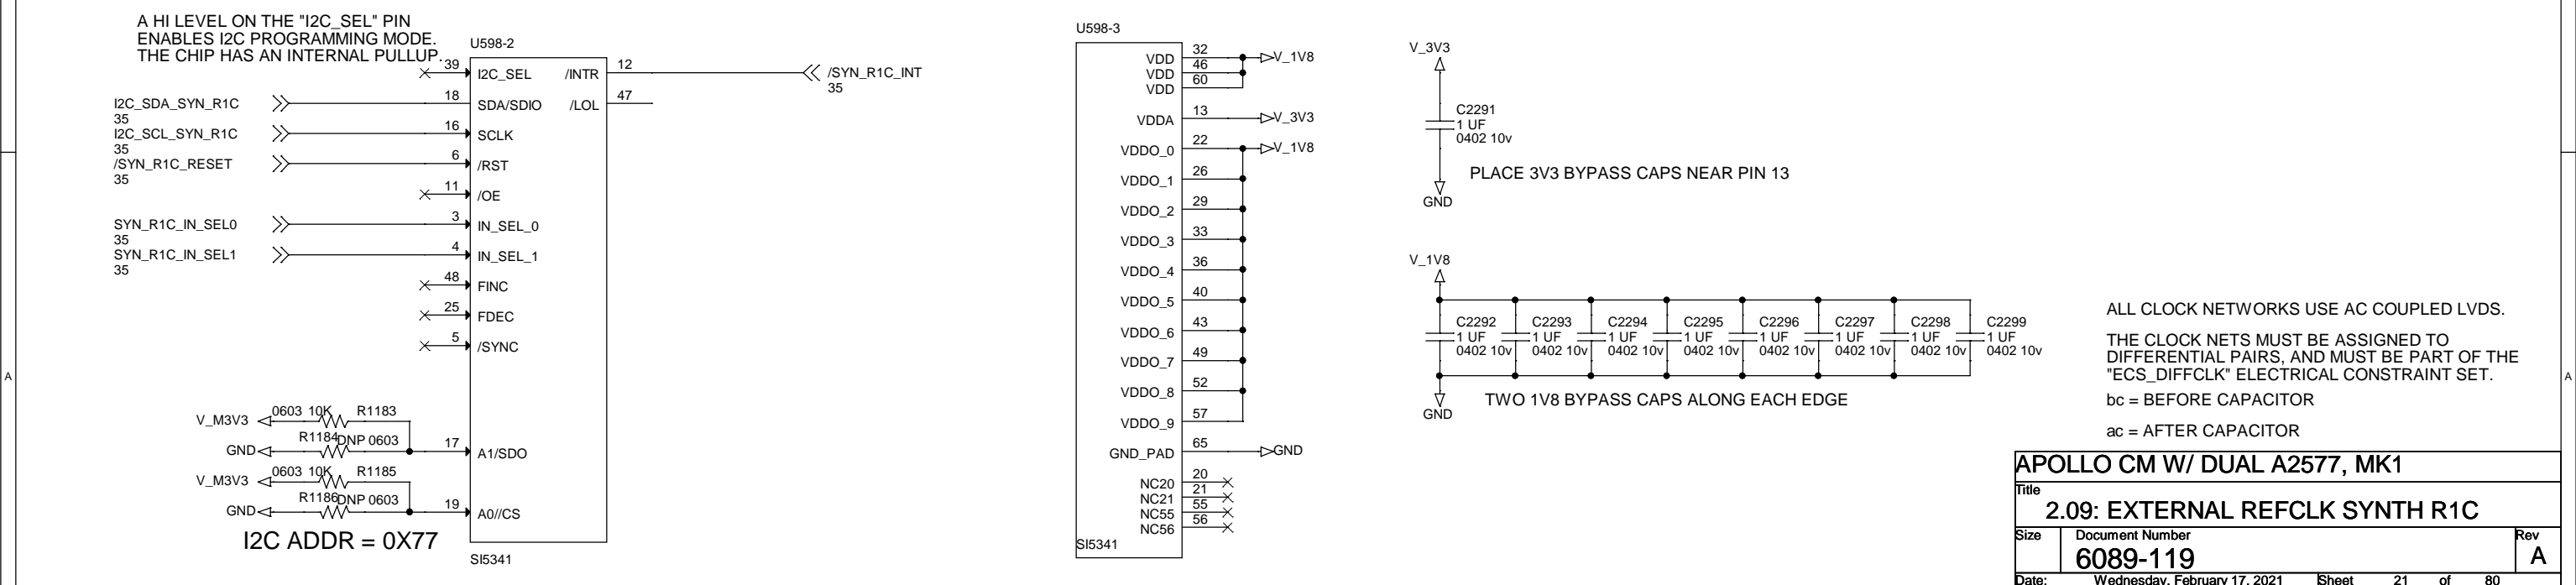 A HI LEVEL ON THE "I2C_SEL" PIN
ENABLES I2C PROGRAMMING MODE.
THE CHIP HAS AN INTERNAL PULLUP.
U598-2
39 I2C_SEL /INTR 12 /SYN_R1C_INT
35
I2C_SDA_SYN_R1C 18 SDA/SDIO /LOL 47
35
I2C_SCL_SYN_R1C 16 SCLK
35
/SYN_R1C_RESET 6 /RST
35
11 /OE
SYN_R1C_IN_SEL0 3 IN_SEL_0
35
SYN_R1C_IN_SEL1 4 IN_SEL_1
35
48 FINC
25 FDEC
5 /SYNC
V_M3V3 0603 10K R1183
GND R1184 DNP 0603 17 A1/SDO
V_M3V3 0603 10K R1185
GND R1186 DNP 0603 19 A0//CS
I2C ADDR = 0X77
SI5341
U598-3
VDD 32 V_1V8
VDD 46
VDD 60
VDDA 13 V_3V3
VDDO_0 22 V_1V8
VDDO_1 26
VDDO_2 29
VDDO_3 33
VDDO_4 36
VDDO_5 40
VDDO_6 43
VDDO_7 49
VDDO_8 52
VDDO_9 57
GND_PAD 65 GND
NC20 20
NC21 21
NC55 55
NC56 56
SI5341
V_3V3
C2291
1 UF
0402 10v
PLACE 3V3 BYPASS CAPS NEAR PIN 13
GND
V_1V8
C2292 C2293 C2294 C2295 C2296 C2297 C2298 C2299
1 UF 1 UF 1 UF 1 UF 1 UF 1 UF 1 UF 1 UF
0402 10v 0402 10v 0402 10v 0402 10v 0402 10v 0402 10v 0402 10v 0402 10v
GND
TWO 1V8 BYPASS CAPS ALONG EACH EDGE
ALL CLOCK NETWORKS USE AC COUPLED LVDS.
THE CLOCK NETS MUST BE ASSIGNED TO
DIFFERENTIAL PAIRS, AND MUST BE PART OF THE
"ECS_DIFFCLK" ELECTRICAL CONSTRAINT SET.
bc = BEFORE CAPACITOR
ac = AFTER CAPACITOR
APOLLO CM W/ DUAL A2577, MK1
Title
2.09: EXTERNAL REFCLK SYNTH R1C
Size Document Number Rev
6089-119 A
Date: Wednesday, February 17, 2021 Sheet 21 of 80
A
A